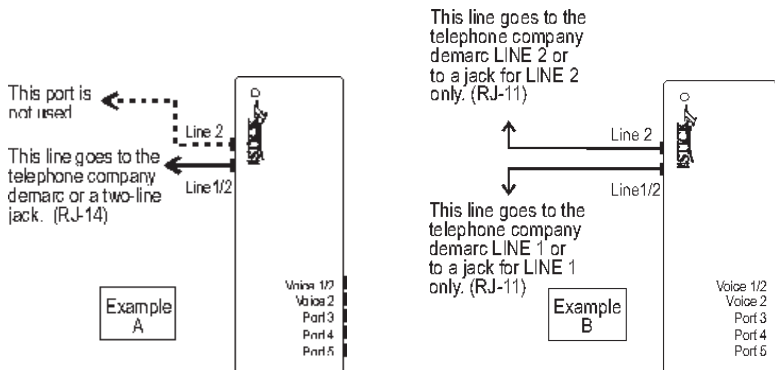 This port is
not used
Line 2
This line goes to the
telephone company
demarc or a two-line
jack. (RJ-14)
Line1/2
Voice 1/2
Voice 2
Port 3
Port 4
Port 5
Example
A
This line goes to the
telephone company
demarc LINE 2 or
to a jack for LINE 2
only. (RJ-11)
Line 2
Line1/2
This line goes to the
telephone company
demarc LINE 1 or
to a jack for LINE 1
only. (RJ-11)
Example
B
Voice 1/2
Voice 2
Port 3
Port 4
Port 5